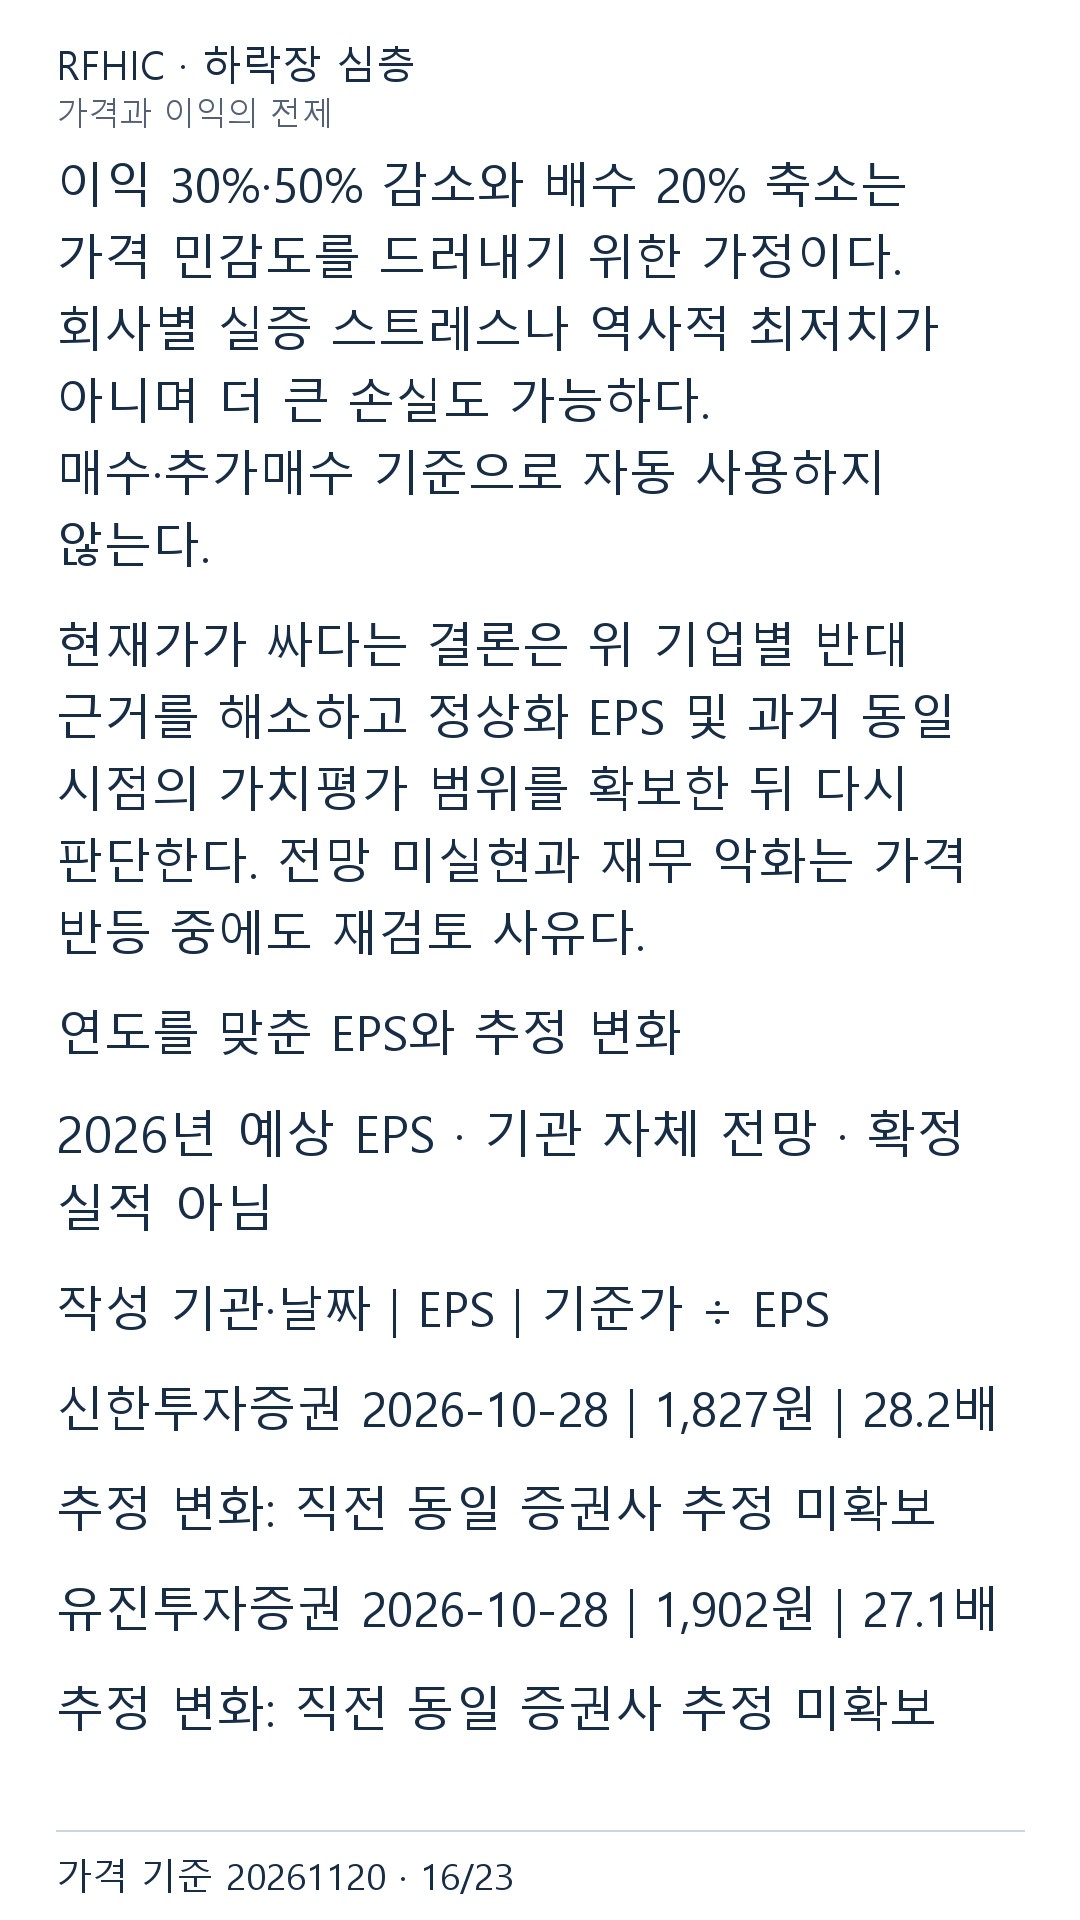 RFHIC · 하락장 심층
가격과 이익의 전제
이익 30%·50% 감소와 배수 20% 축소는
가격 민감도를 드러내기 위한 가정이다.
회사별 실증 스트레스나 역사적 최저치가
아니며 더 큰 손실도 가능하다.
매수·추가매수 기준으로 자동 사용하지
않는다.
현재가가 싸다는 결론은 위 기업별 반대
근거를 해소하고 정상화 EPS 및 과거 동일
시점의 가치평가 범위를 확보한 뒤 다시
판단한다. 전망 미실현과 재무 악화는 가격
반등 중에도 재검토 사유다.
연도를 맞춘 EPS와 추정 변화
2026년 예상 EPS · 기관 자체 전망 · 확정
실적 아님
작성 기관·날짜 | EPS | 기준가 ÷ EPS
신한투자증권 2026-10-28 | 1,827원 | 28.2배
추정 변화: 직전 동일 증권사 추정 미확보
유진투자증권 2026-10-28 | 1,902원 | 27.1배
추정 변화: 직전 동일 증권사 추정 미확보
가격 기준 20261120 · 16/23